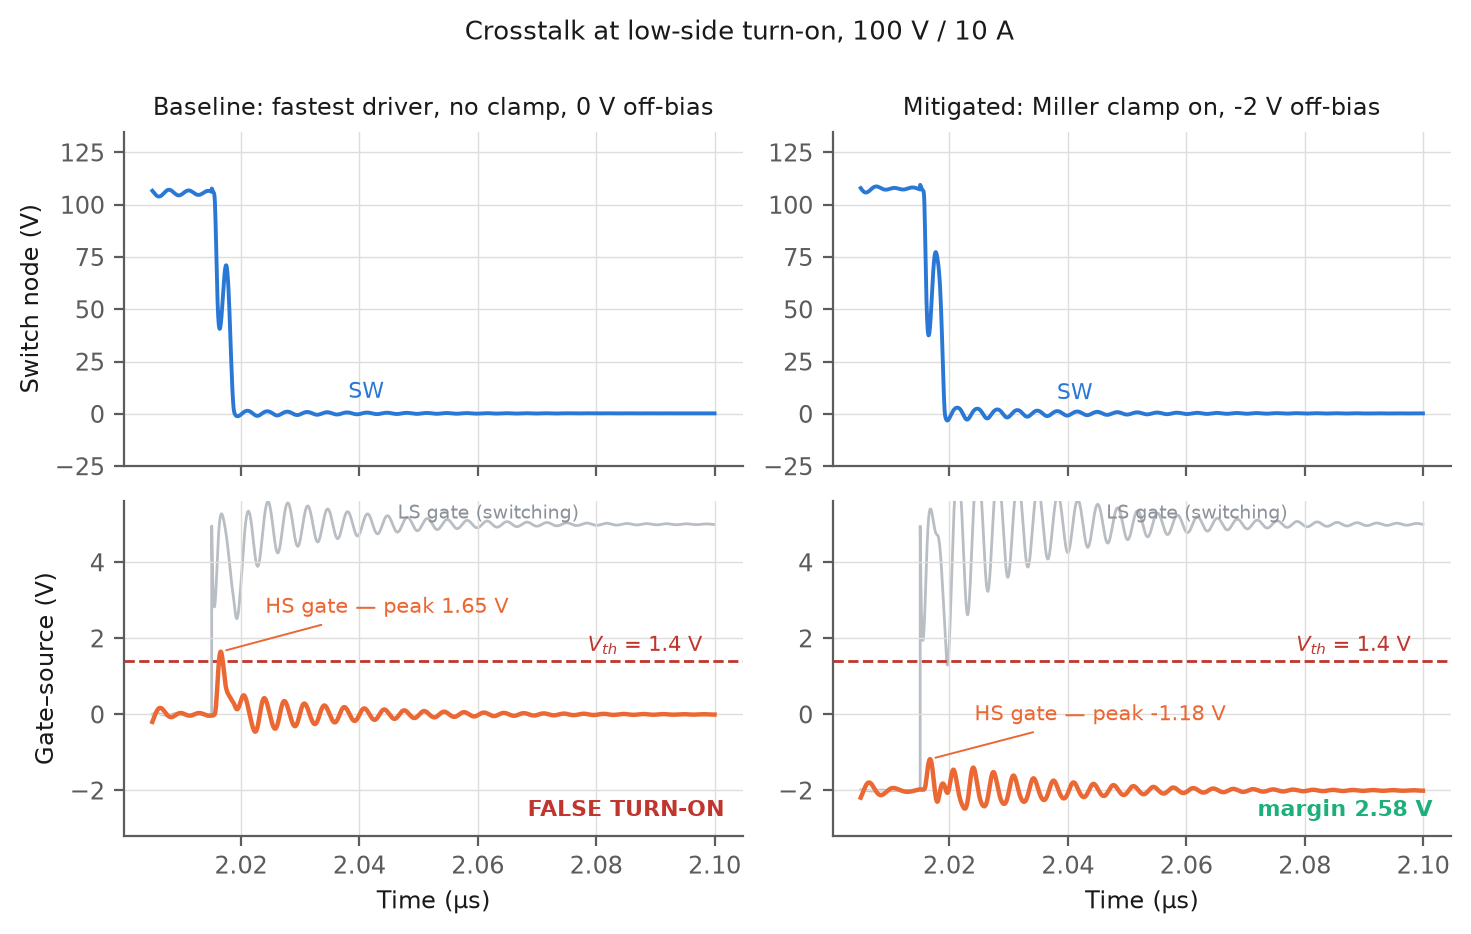 Crosstalk at low-side turn-on, 100 V / 10 A
Baseline: fastest driver, no clamp, 0 V off-bias
Mitigated: Miller clamp on, -2 V off-bias
Switch node (V)
125
100
75
50
25
0
−25
SW
125
100
75
50
25
0
−25
SW
Gate–source (V)
4
2
0
−2
LS gate (switching)
HS gate — peak 1.65 V
Vth = 1.4 V
FALSE TURN-ON
2.02 2.04 2.06 2.08 2.10
Time (µs)
4
2
0
−2
LS gate (switching)
Vth = 1.4 V
HS gate — peak -1.18 V
margin 2.58 V
2.02 2.04 2.06 2.08 2.10
Time (µs)